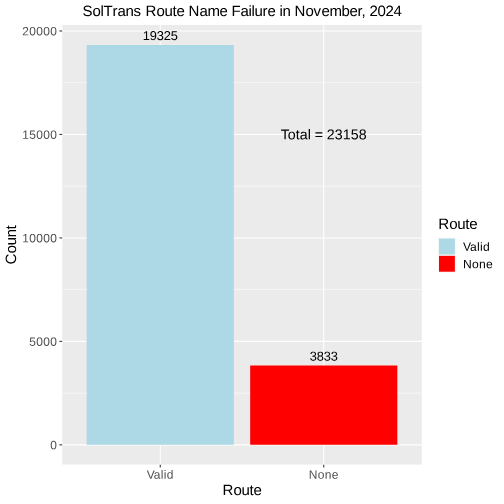 SolTrans Route Name Failure in November, 2024
20000
15000
10000
5000
0
Count
19325
Total = 23158
3833
Valid
None
Route
Route
Valid
None